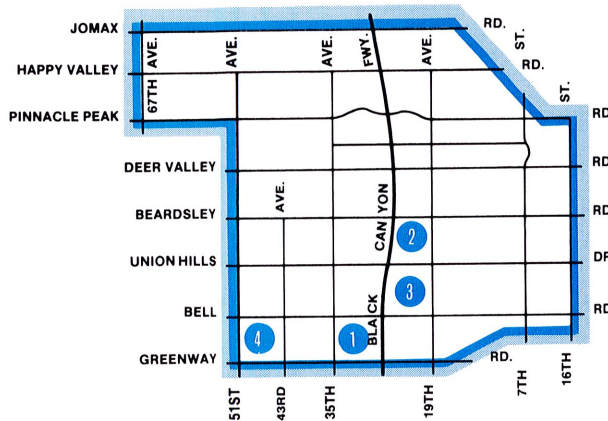 JOMAX RD.
AVE. AVE. AVE. FWY. AVE. ST.
HAPPY VALLEY RD.
67TH
ST.
PINNACLE PEAK RD.
DEER VALLEY RD.
AVE.
BEARDSLEY RD.
CANYON
2
UNION HILLS DR.
3
BELL RD.
BLACK
4 1
GREENWAY RD.
51ST 43RD 35TH 19TH 7TH 16TH